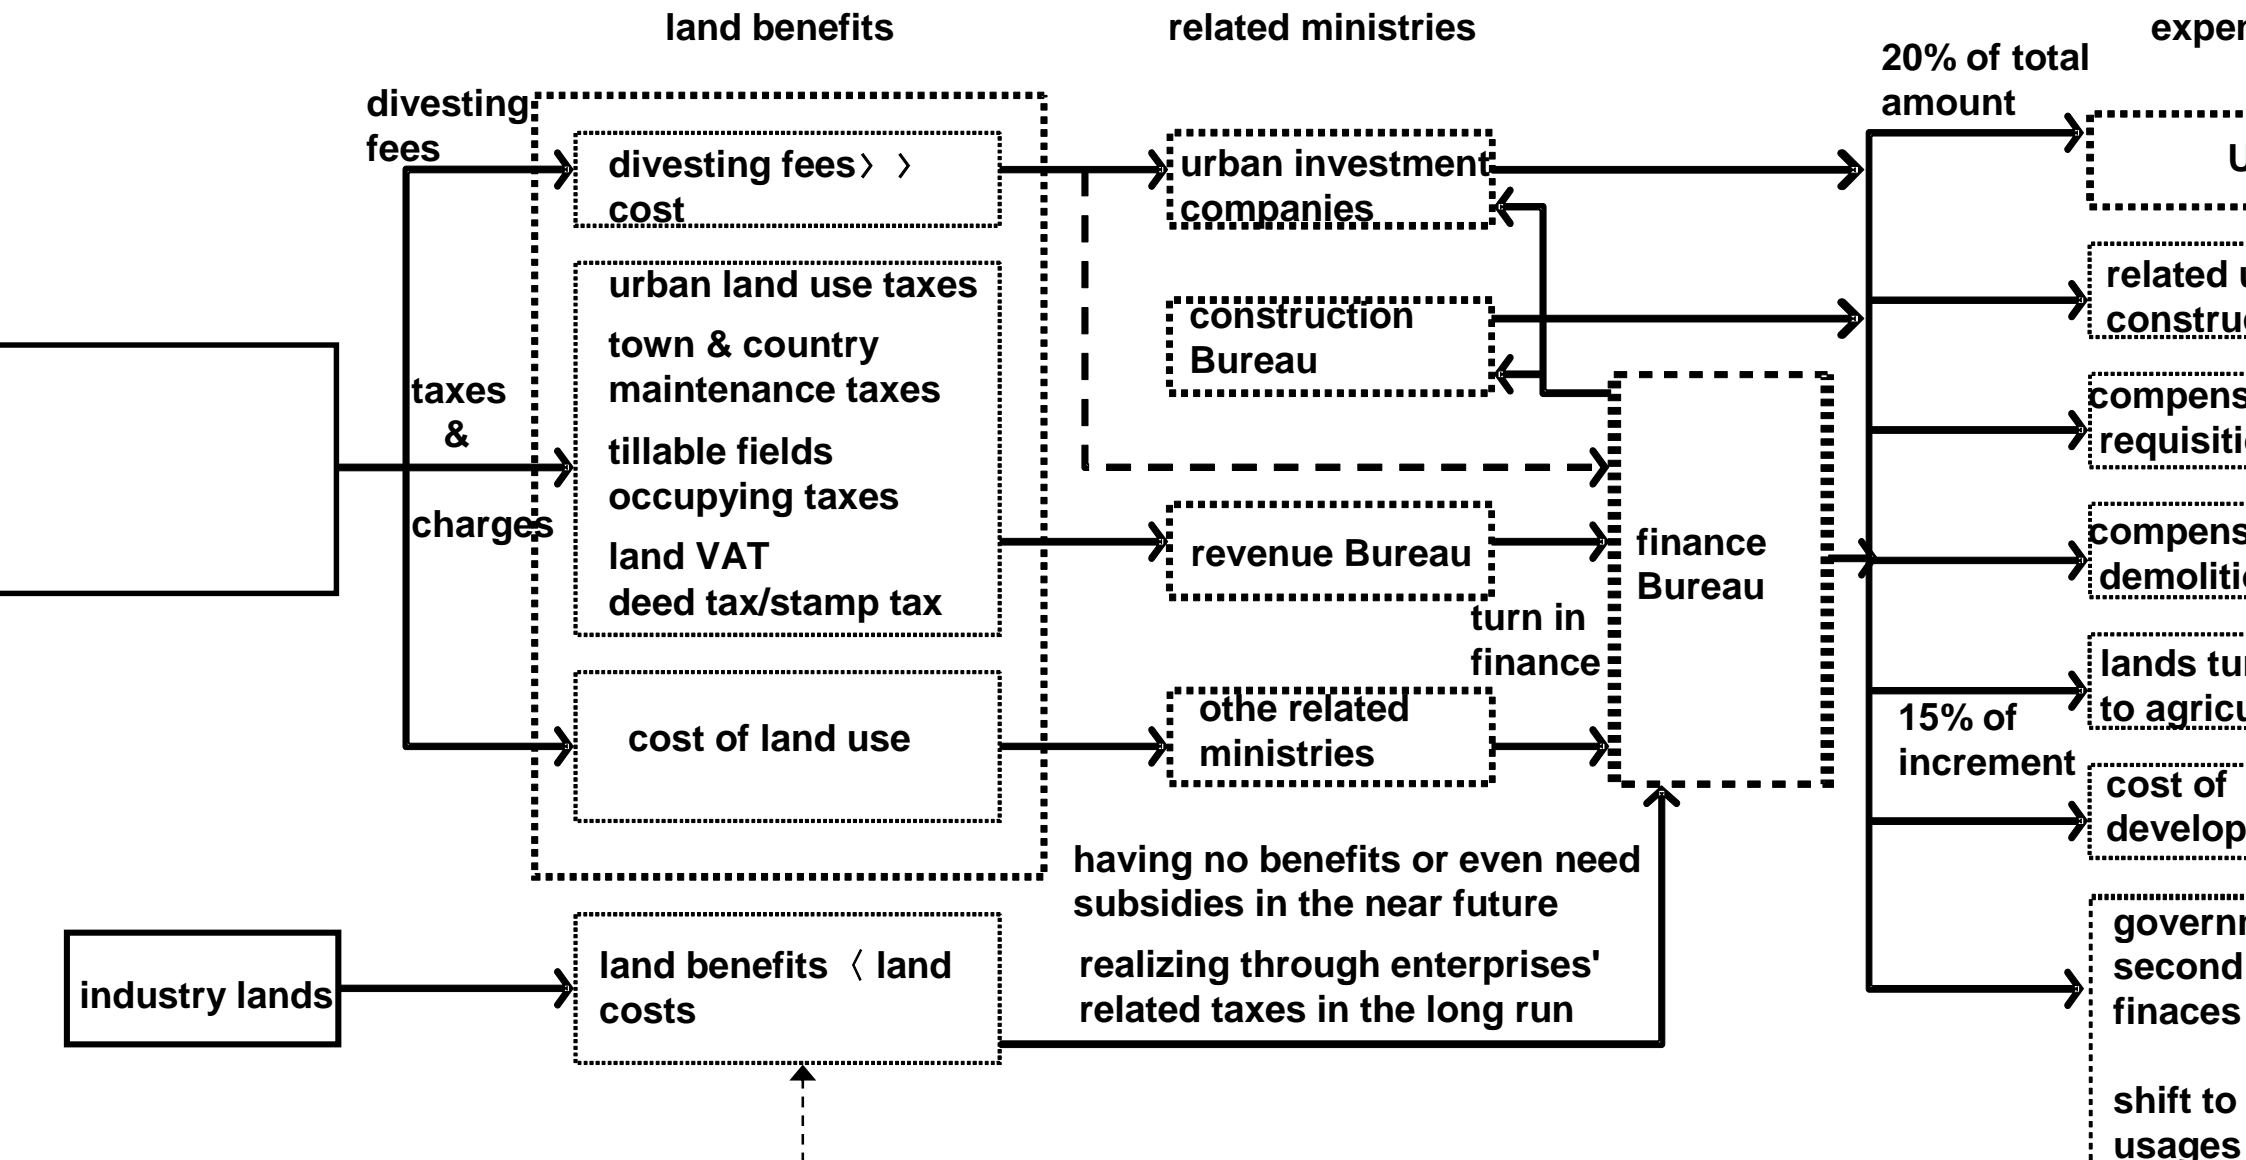 land benefits
related ministries
20% of total
amount
divesting
fees
divesting fees〉〉
cost
urban investment
companies
urban land use taxes
town & country
maintenance taxes
tillable fields
occupying taxes
land VAT
deed tax/stamp tax
construction
Bureau
taxes
&
charges
revenue Bureau
finance
Bureau
turn in
finance
cost of land use
othe related
ministries
having no benefits or even need
subsidies in the near future
realizing through enterprises'
related taxes in the long run
industry lands
land benefits〈 land
costs
related
lands
to
15% of
increment
cost of
second
finaces
shift to
usages